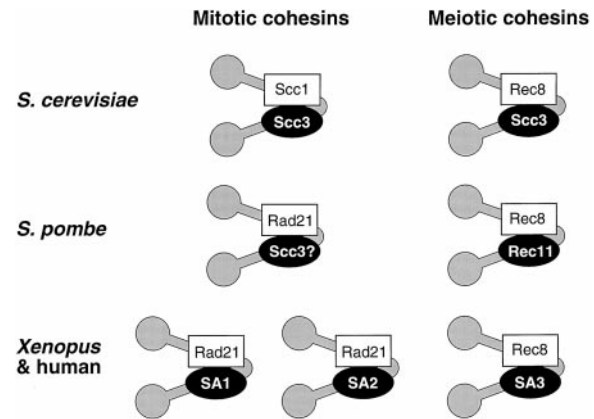 Mitotic cohesins Meiotic cohesins
S. cerevisiae
Scc1 Rec8
Scc3 Scc3
S. pombe
Rad21 Rec8
Scc3? Rec11
Xenopus
& human
Rad21 Rad21 Rec8
SA1 SA2 SA3